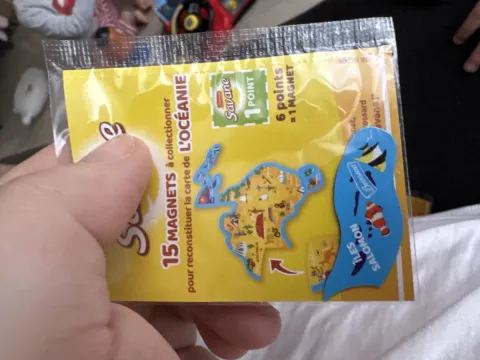 15 MAGNETS à collectionner
pour reconstituer la carte de L'OCÉANIE
Savane
1 POINT
6 points
= 1 MAGNET
ÎLES
SALOMON